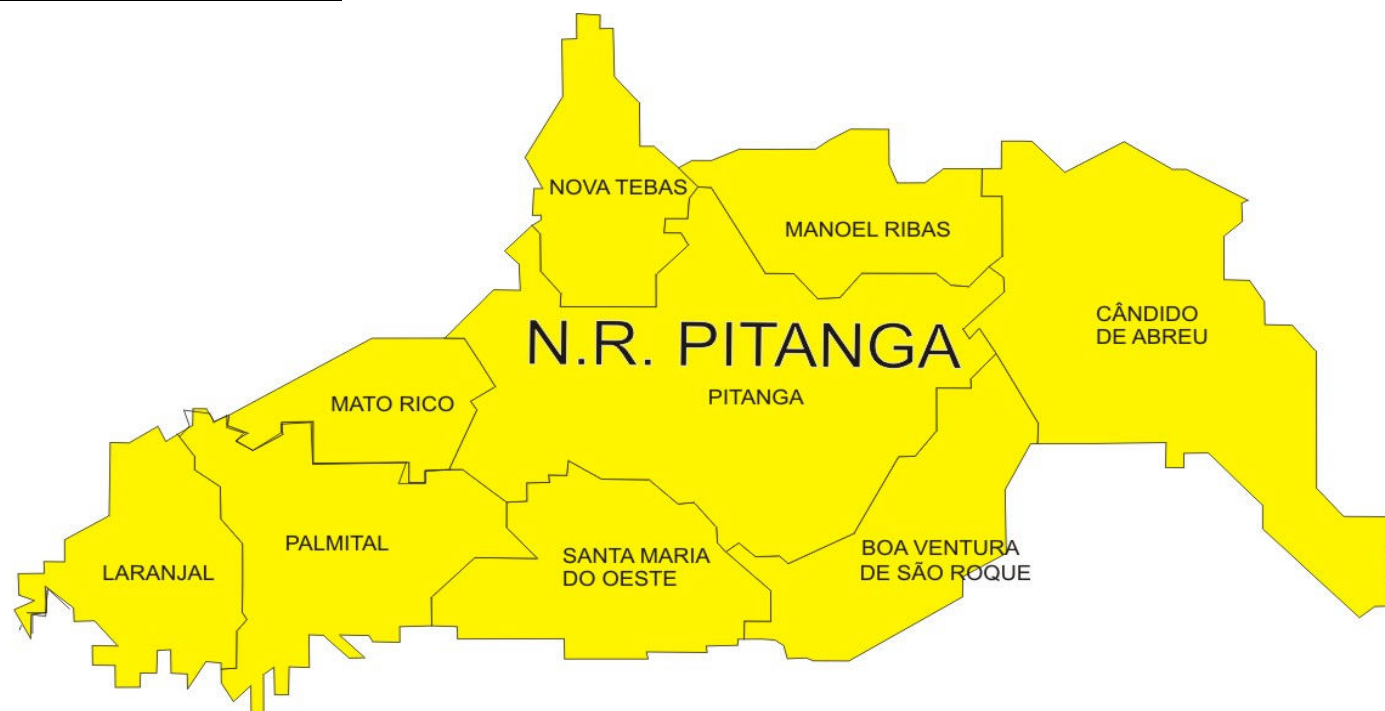 NOVA TEBAS
MANOEL RIBAS
CÂNDIDO
DE ABREU
N.R. PITANGA
PITANGA
MATO RICO
PALMITAL
LARANJAL
SANTA MARIA
DO OESTE
BOA VENTURA
DE SÃO ROQUE